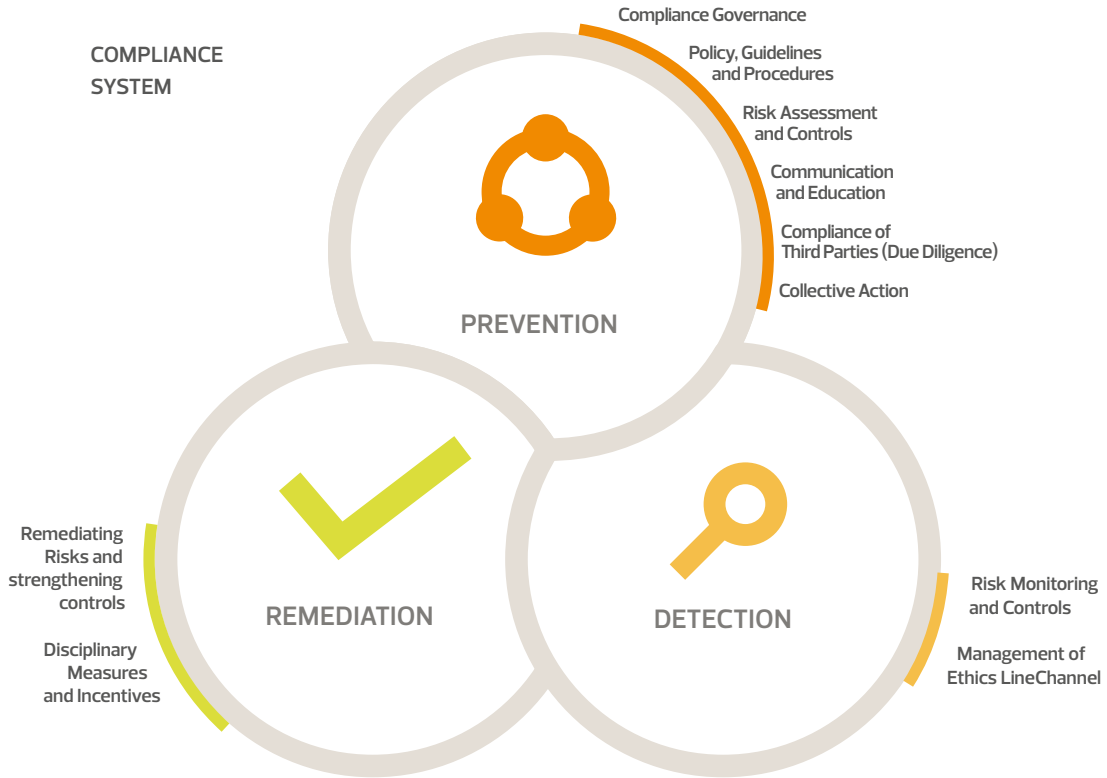 COMPLIANCE
SYSTEM
Compliance Governance
Policy, Guidelines
and Procedures
Risk Assessment
and Controls
Communication
and Education
Compliance of
Third Parties (Due Diligence)
Collective Action
PREVENTION
Remediating
Risks and
strengthening
controls
Disciplinary
Measures
and Incentives
REMEDIATION
DETECTION
Risk Monitoring
and Controls
Management of
Ethics LineChannel